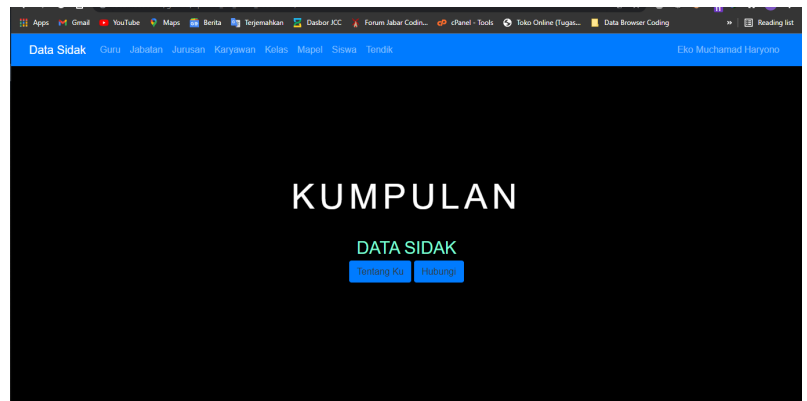 Apps Gmail YouTube Maps Berita Terjemahkan Dasbor JCC Forum Jabar Codin... cPanel - Tools Toko Online (Tugas... Data Browser Coding » Reading list
Data Sidak Guru Jabatan Jurusan Karyawan Kelas Mapel Siswa Tendik Eko Muchamad Haryono
KUMPULAN
DATA SIDAK
Tentang Ku Hubungi